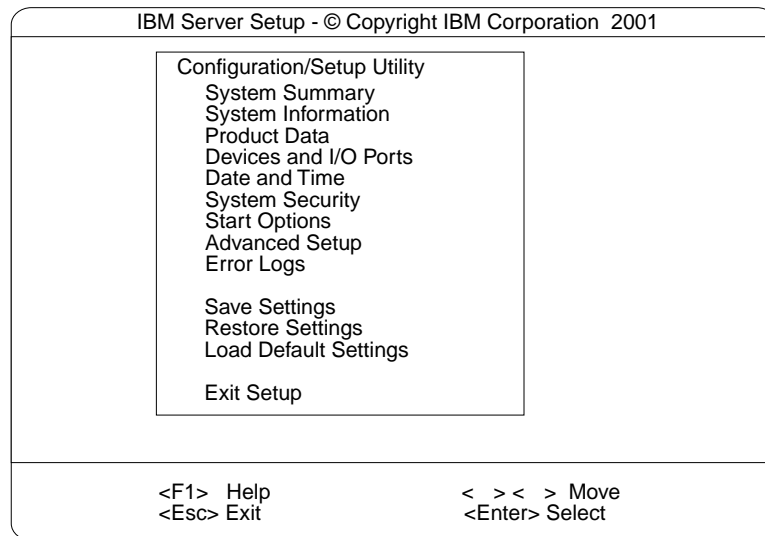 IBM Server Setup - © Copyright IBM Corporation 2001
Configuration/Setup Utility
System Summary
System Information
Product Data
Devices and I/O Ports
Date and Time
System Security
Start Options
Advanced Setup
Error Logs
Save Settings
Restore Settings
Load Default Settings
Exit Setup
<F1> Help < > < > Move
<Esc> Exit <Enter> Select